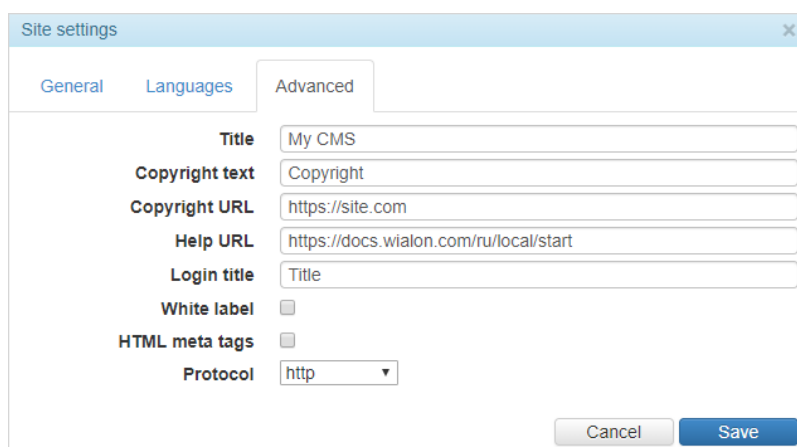 Site settings ×
General Languages Advanced
Title My CMS
Copyright text Copyright
Copyright URL https://site.com
Help URL https://docs.wialon.com/ru/local/start
Login title Title
White label
HTML meta tags
Protocol http
Cancel Save